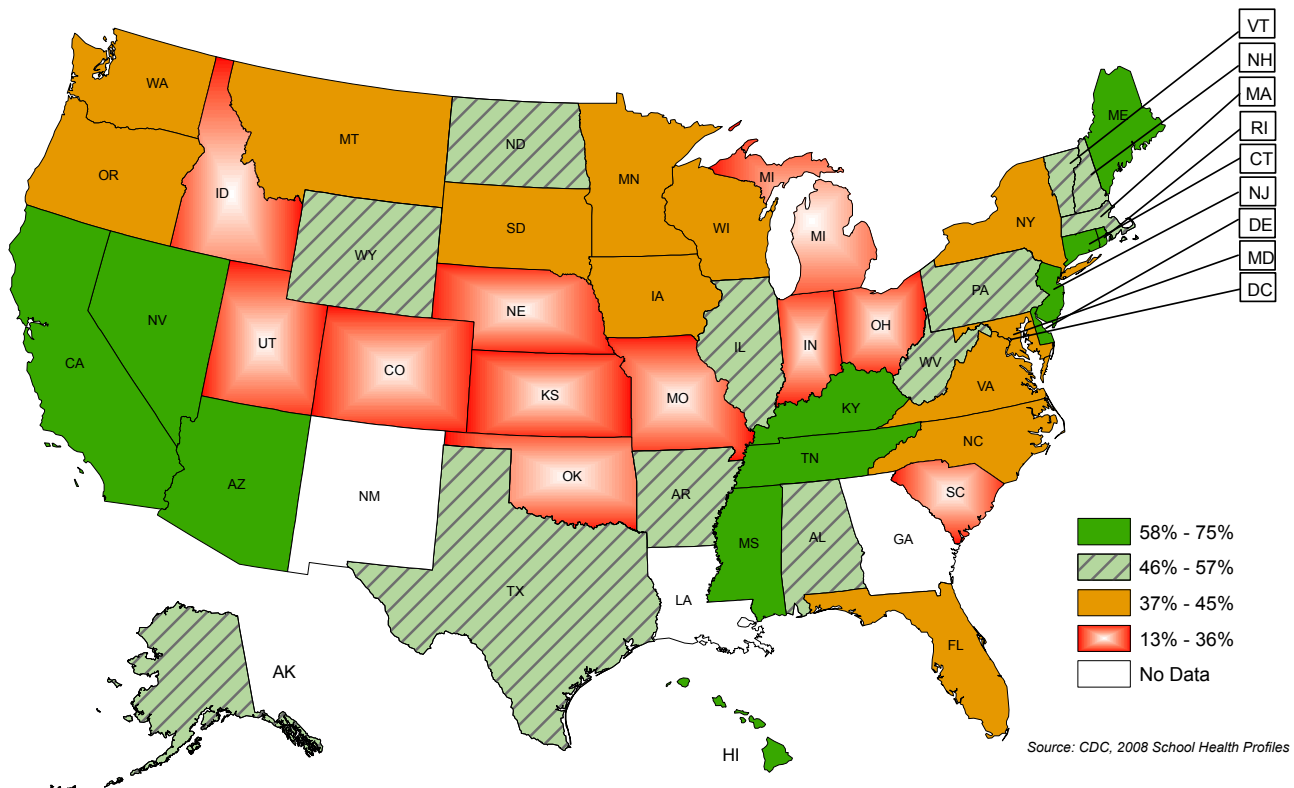 VT
NH
MA
RI
CT
NJ
DE
MD
DC
WA
MT
ND
ME
OR
ID
MN
MI
SD
WI
NY
WY
MI
IA
PA
NE
OH
NV
UT
IL
IN
CA
CO
WV
KS
MO
VA
KY
NC
TN
AZ
NM
OK
AR
SC
MS
AL
GA
TX
LA
FL
AK
HI
58% - 75%
46% - 57%
37% - 45%
13% - 36%
No Data
Source: CDC, 2008 School Health Profiles